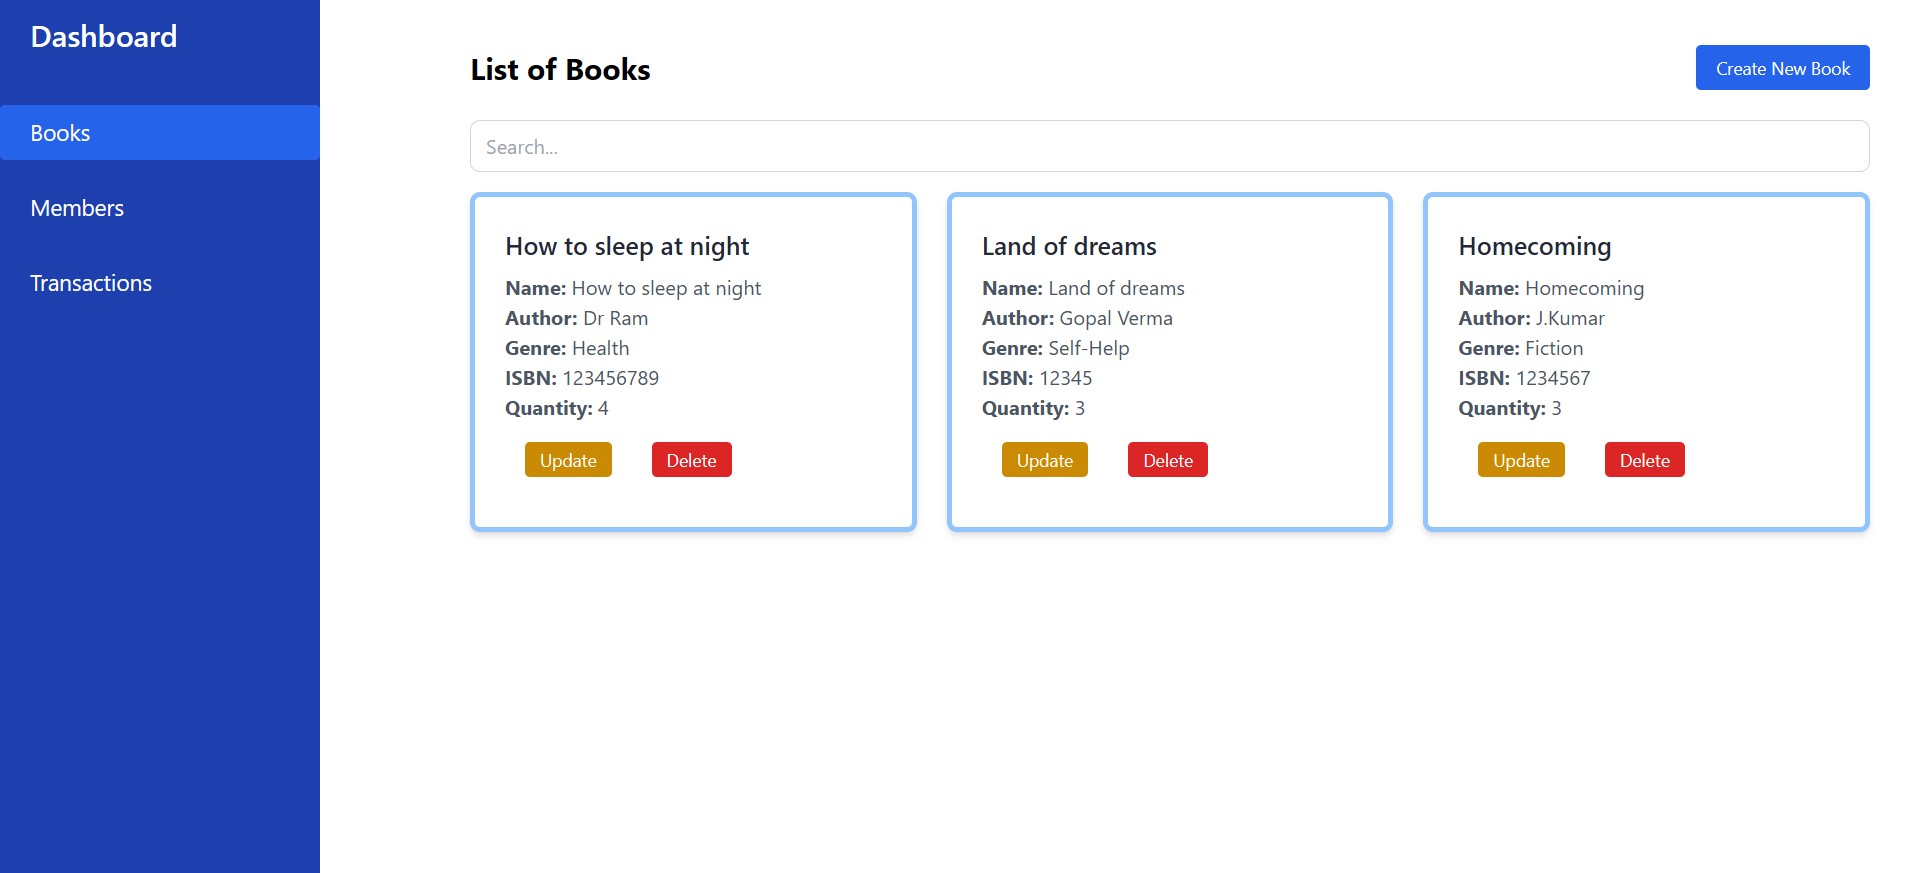 Dashboard
Books
Members
Transactions
List of Books
Create New Book
Search...
How to sleep at night
Name: How to sleep at night
Author: Dr Ram
Genre: Health
ISBN: 123456789
Quantity: 4
Update Delete
Land of dreams
Name: Land of dreams
Author: Gopal Verma
Genre: Self-Help
ISBN: 12345
Quantity: 3
Update Delete
Homecoming
Name: Homecoming
Author: J.Kumar
Genre: Fiction
ISBN: 1234567
Quantity: 3
Update Delete